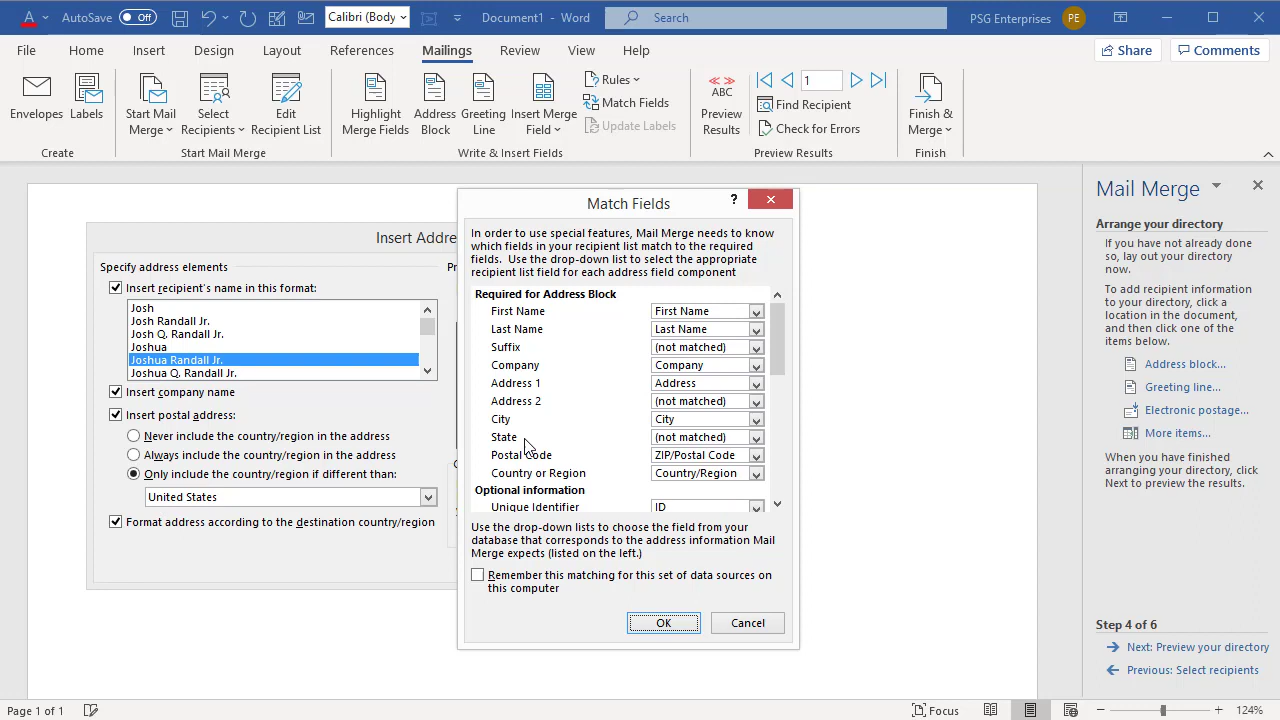 AutoSave Off
Calibri (Body
Document1 - Word
Search
PSG Enterprises PE
File Home Insert Design Layout References Mailings Review View Help
Share Comments
Envelopes
Labels
Create
Start Mail
Merge
Select
Recipients
Edit
Recipient List
Start Mail Merge
Highlight
Merge Fields
Address
Block
Greeting
Line
Insert Merge
Field
Rules
Match Fields
Update Labels
Write & Insert Fields
ABC
Preview
Results
1
Find Recipient
Check for Errors
Preview Results
Finish &
Merge
Finish
Insert Addre
Specify address elements
Pr
Insert recipient's name in this format:
Josh
Josh Randall Jr.
Josh Q. Randall Jr.
Joshua
Joshua Randall Jr.
Joshua Q. Randall Jr.
Insert company name
Insert postal address:
Never include the country/region in the address
Always include the country/region in the address
Only include the country or region if different than:
United States
Format address according to the destination country/region
Match Fields
?
In order to use special features, Mail Merge needs to know
which fields in your recipient list match to the required
fields. Use the drop-down list to select the appropriate
recipient list field for each address field component
Required for Address Block
First Name First Name
Last Name Last Name
Suffix (not matched)
Company Company
Address 1 Address
Address 2 (not matched)
City City
State (not matched)
Postal Code ZIP/Postal Code
Country or Region Country/Region
Optional information
Unique Identifier ID
Use the drop-down lists to choose the field from your
database that corresponds to the address information Mail
Merge expects (listed on the left.)
Remember this matching for this set of data sources on
this computer
OK Cancel
Mail Merge
Arrange your directory
If you have not already done
so, lay out your directory
now.
To add recipient information
to your directory, click a
location in the document,
and then click one of the
items below.
Address block...
Greeting line...
Electronic postage...
More items...
When you have finished
arranging your directory, click
Next to preview the results.
Step 4 of 6
Next: Preview your directory
Previous: Select recipients
Page 1 of 1
Focus
124%